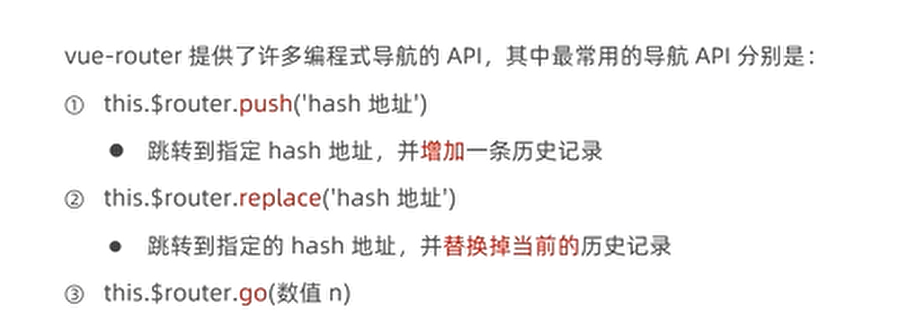 vue-router 提供了许多编程式导航的 API，其中最常用的导航 API 分别是：
① this.$router.push('hash 地址')
● 跳转到指定 hash 地址，并增加一条历史记录
② this.$router.replace('hash 地址')
● 跳转到指定的 hash 地址，并替换掉当前的历史记录
③ this.$router.go(数值 n)